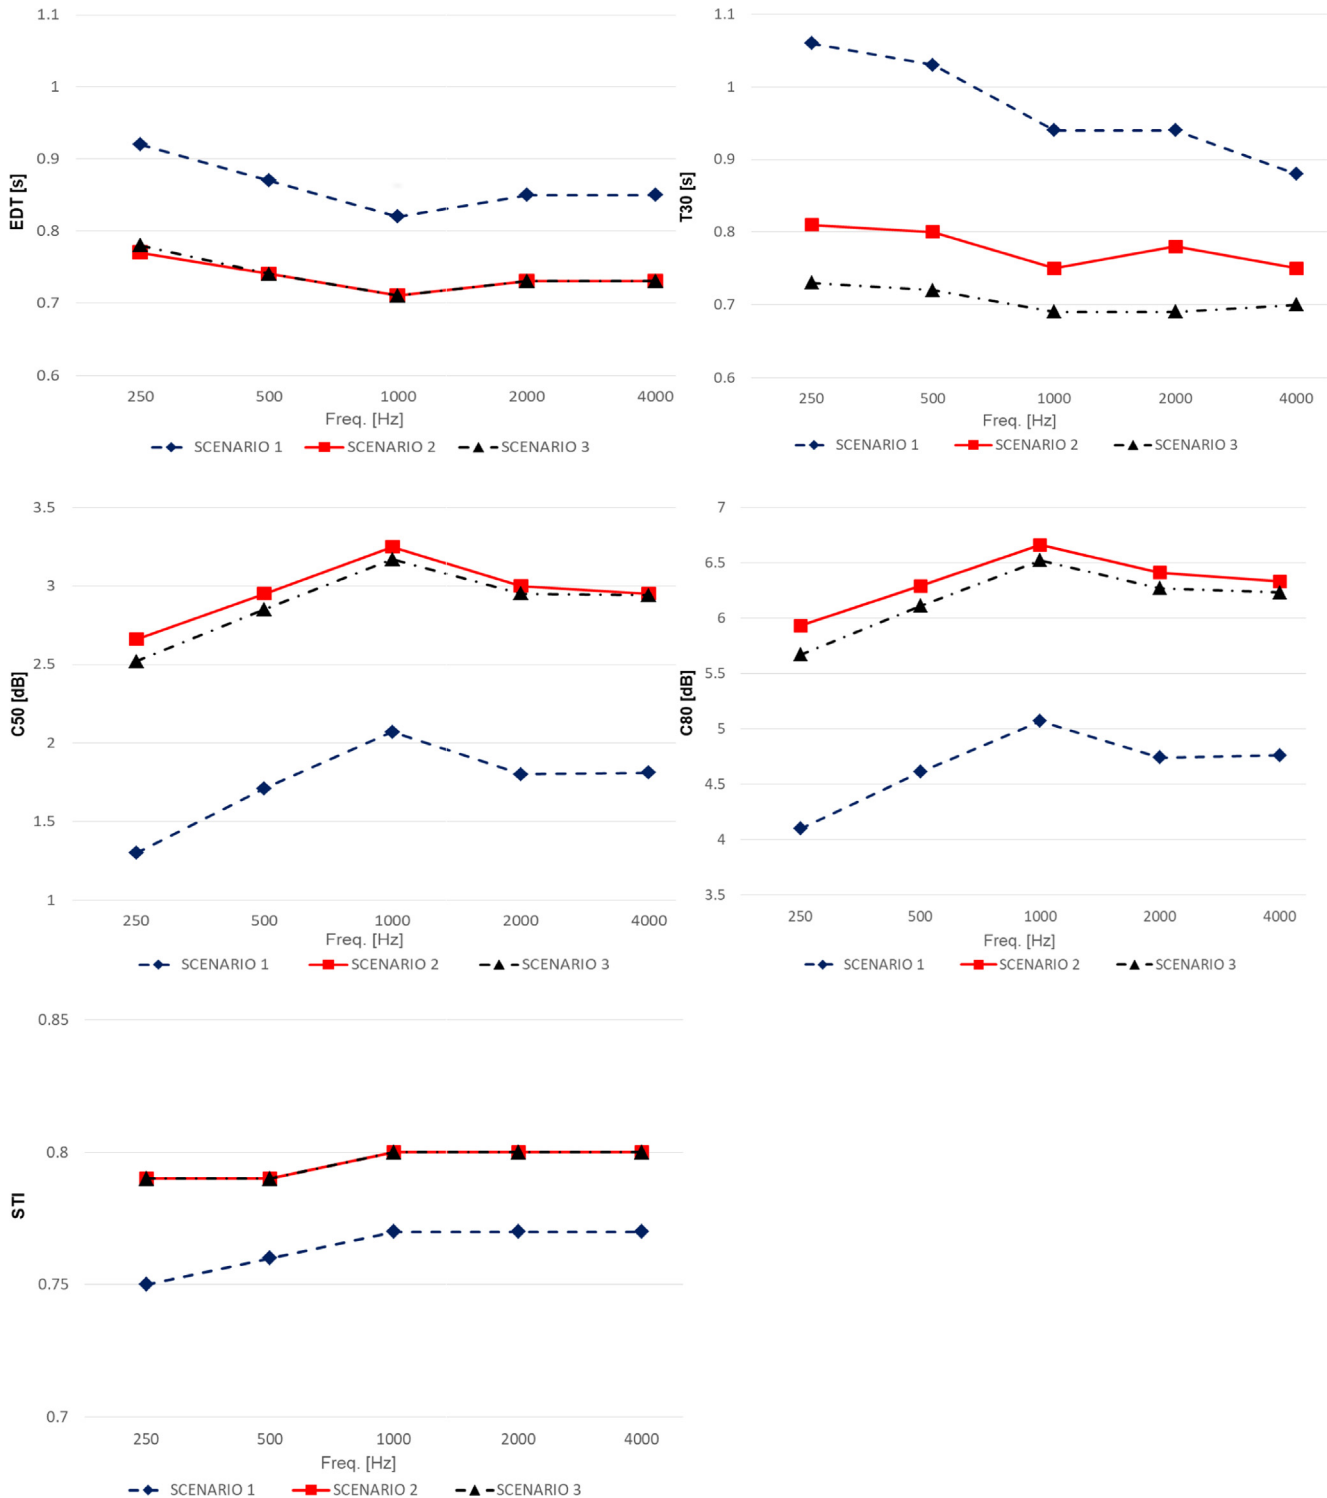 1.1
1
0.9
0.8
0.7
0.6
EDT [s]
250 500 1000 2000 4000
Freq. [Hz]
SCENARIO 1 SCENARIO 2 SCENARIO 3
1.1
1
0.9
0.8
0.7
0.6
T30 [s]
250 500 1000 2000 4000
Freq. [Hz]
SCENARIO 1 SCENARIO 2 SCENARIO 3
3.5
3
2.5
2
1.5
1
C50 [dB]
250 500 1000 2000 4000
Freq. [Hz]
SCENARIO 1 SCENARIO 2 SCENARIO 3
7
6.5
6
5.5
5
4.5
4
3.5
C80 [dB]
250 500 1000 2000 4000
Freq. [Hz]
SCENARIO 1 SCENARIO 2 SCENARIO 3
0.85
0.8
0.75
0.7
STI
250 500 1000 2000 4000
Freq. [Hz]
SCENARIO 1 SCENARIO 2 SCENARIO 3